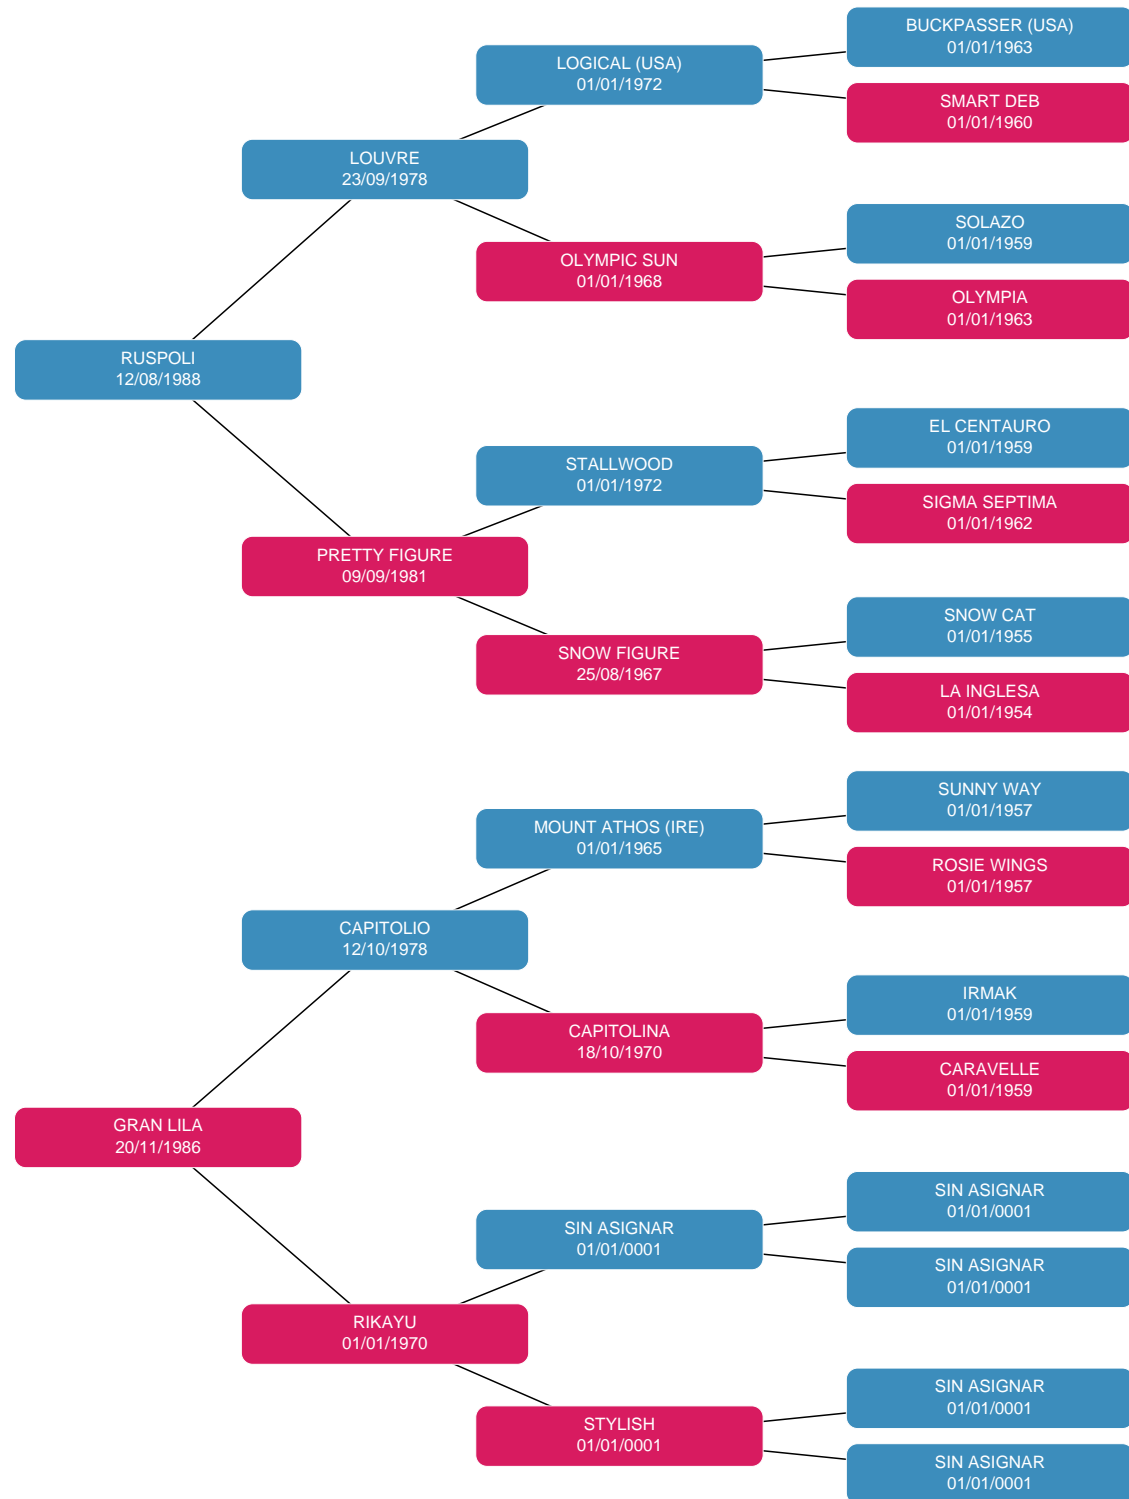 BUCKPASSER (USA)
01/01/1963
LOGICAL (USA)
01/01/1972
SMART DEB
01/01/1960
LOUVRE
23/09/1978
SOLAZO
01/01/1959
OLYMPIC SUN
01/01/1968
OLYMPIA
01/01/1963
RUSPOLI
12/08/1988
EL CENTAURO
01/01/1959
STALLWOOD
01/01/1972
SIGMA SEPTIMA
01/01/1962
PRETTY FIGURE
09/09/1981
SNOW CAT
01/01/1955
SNOW FIGURE
25/08/1967
LA INGLESA
01/01/1954
SUNNY WAY
01/01/1957
MOUNT ATHOS (IRE)
01/01/1965
ROSIE WINGS
01/01/1957
CAPITOLIO
12/10/1978
IRMAK
01/01/1959
CAPITOLINA
18/10/1970
CARAVELLE
01/01/1959
GRAN LILA
20/11/1986
SIN ASIGNAR
01/01/0001
SIN ASIGNAR
01/01/0001
SIN ASIGNAR
01/01/0001
RIKAYU
01/01/1970
SIN ASIGNAR
01/01/0001
STYLISH
01/01/0001
SIN ASIGNAR
01/01/0001